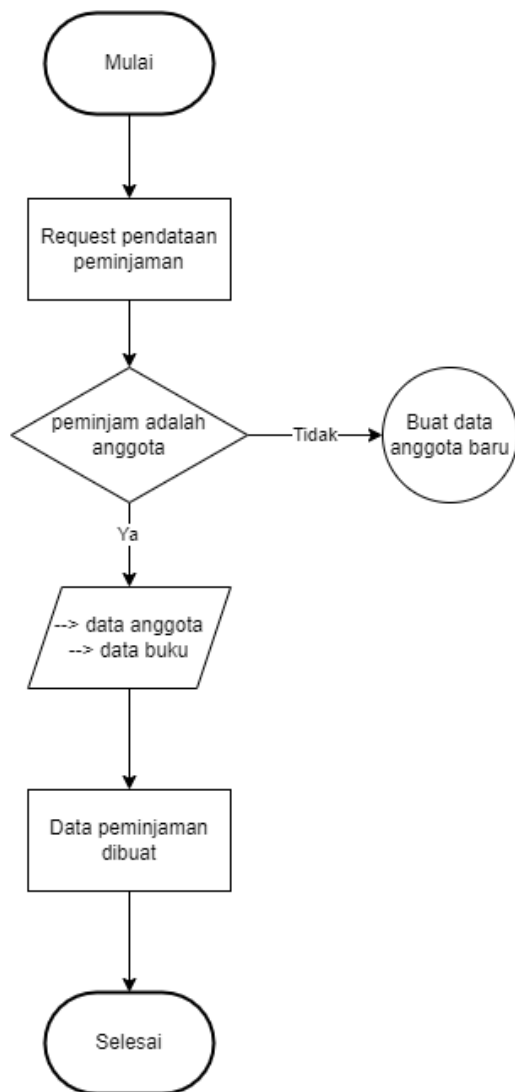 Mulai
Request pendataan
peminjaman
peminjam adalah
anggota
Tidak
Buat data
anggota baru
Ya
--> data anggota
--> data buku
Data peminjaman
dibuat
Selesai